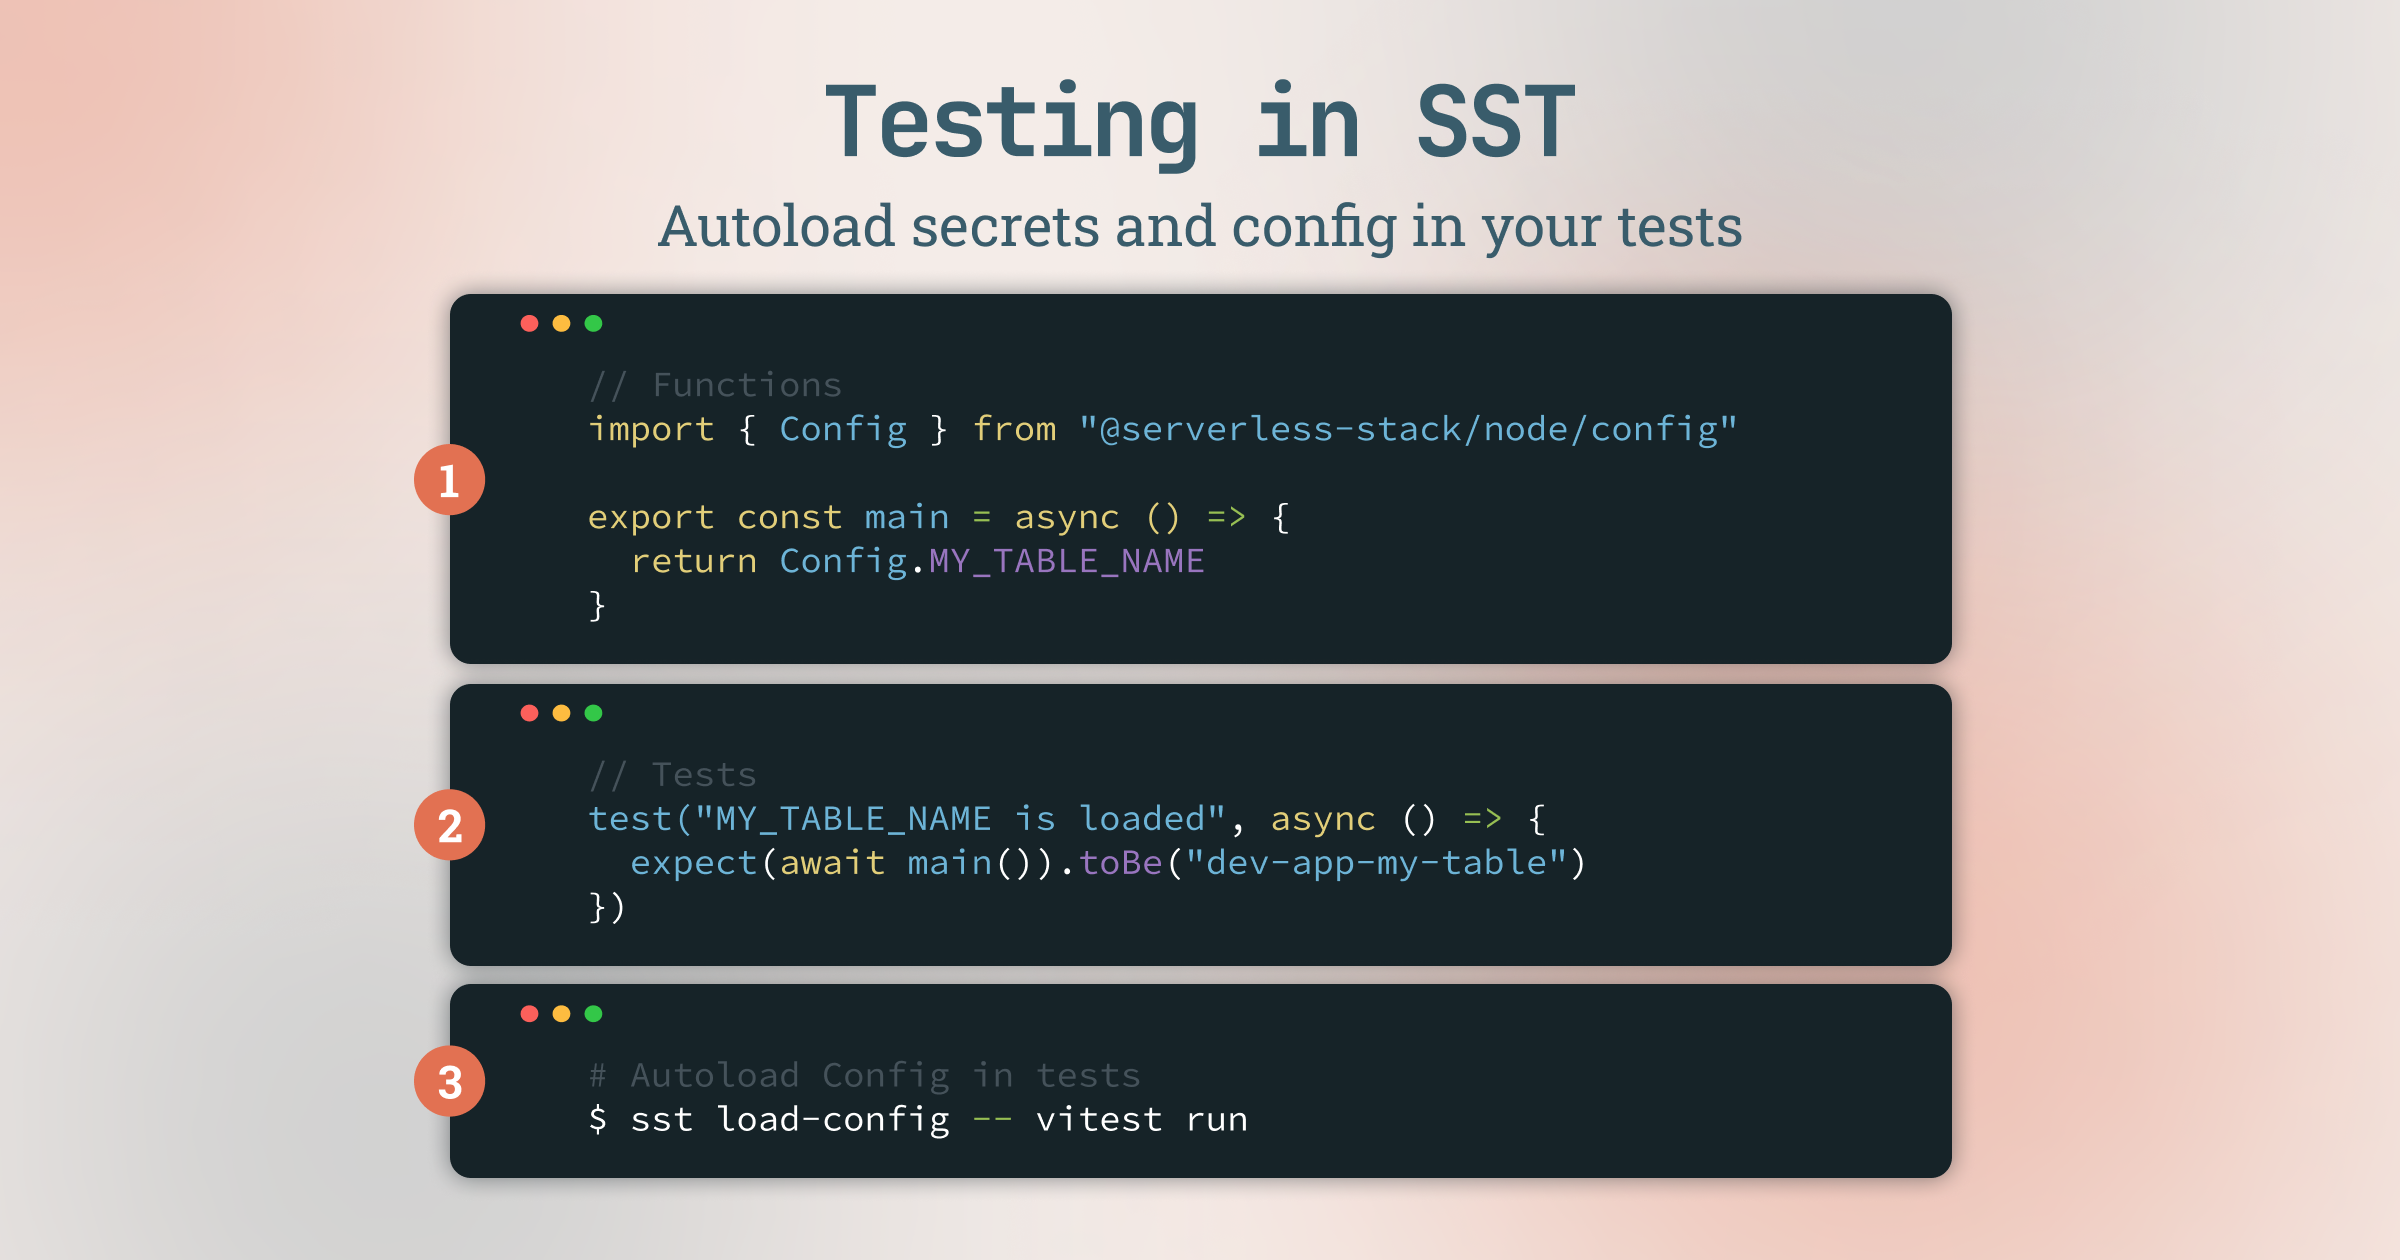 Testing in SST
Autoload secrets and config in your tests
1
// Functions
import { Config } from "@serverless-stack/node/config"
export const main = async () => {
  return Config.MY_TABLE_NAME
}
2
// Tests
test("MY_TABLE_NAME is loaded", async () => {
  expect(await main()).toBe("dev-app-my-table")
})
3
# Autoload Config in tests
$ sst load-config -- vitest run